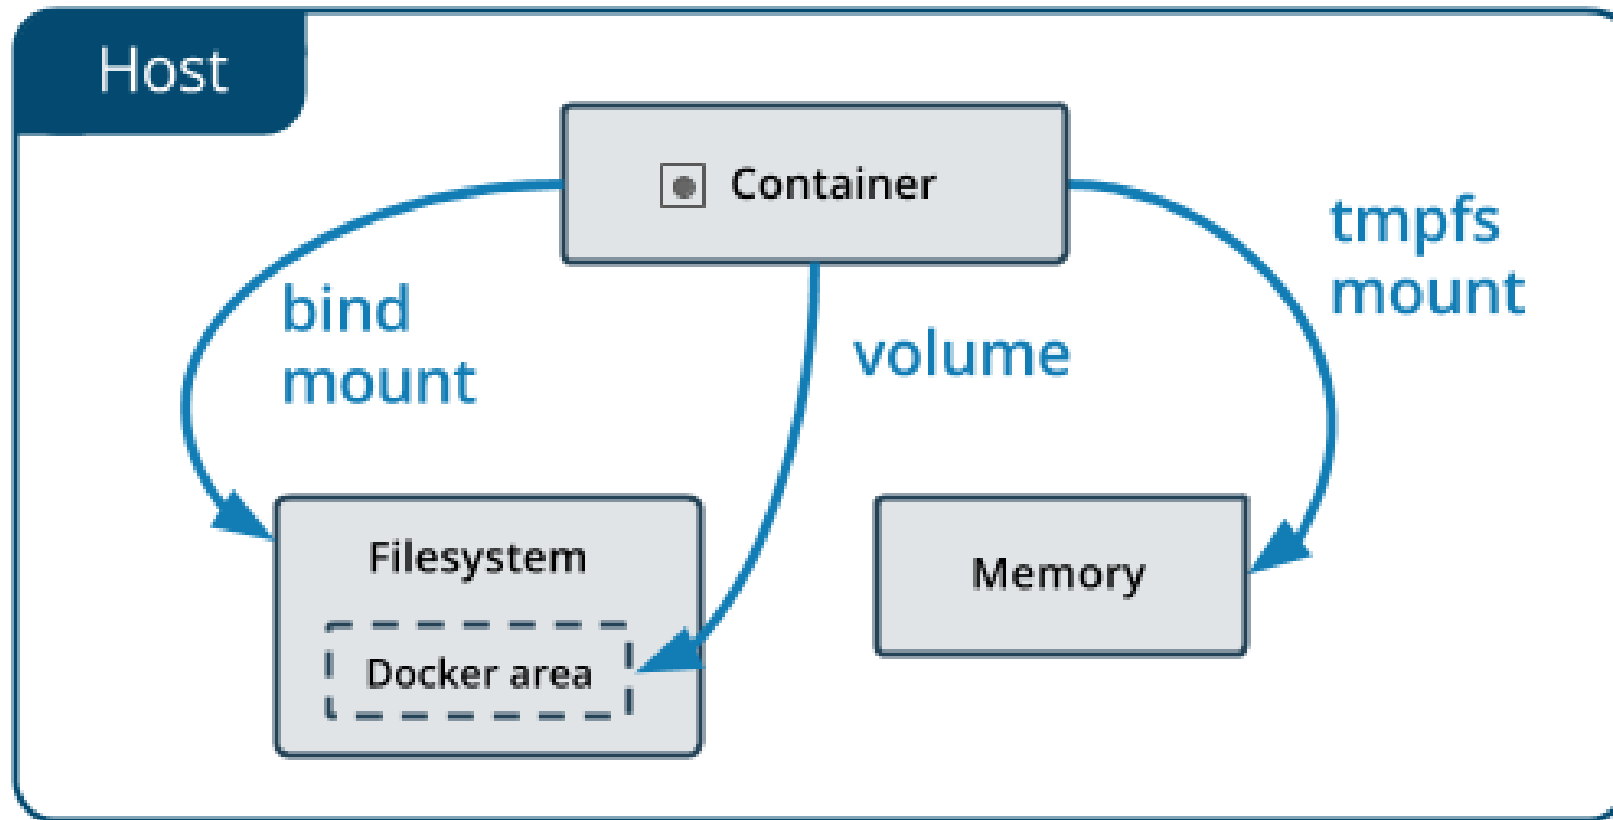 Host
Container
tmpfs
mount
bind
mount
volume
Filesystem
Memory
Docker area